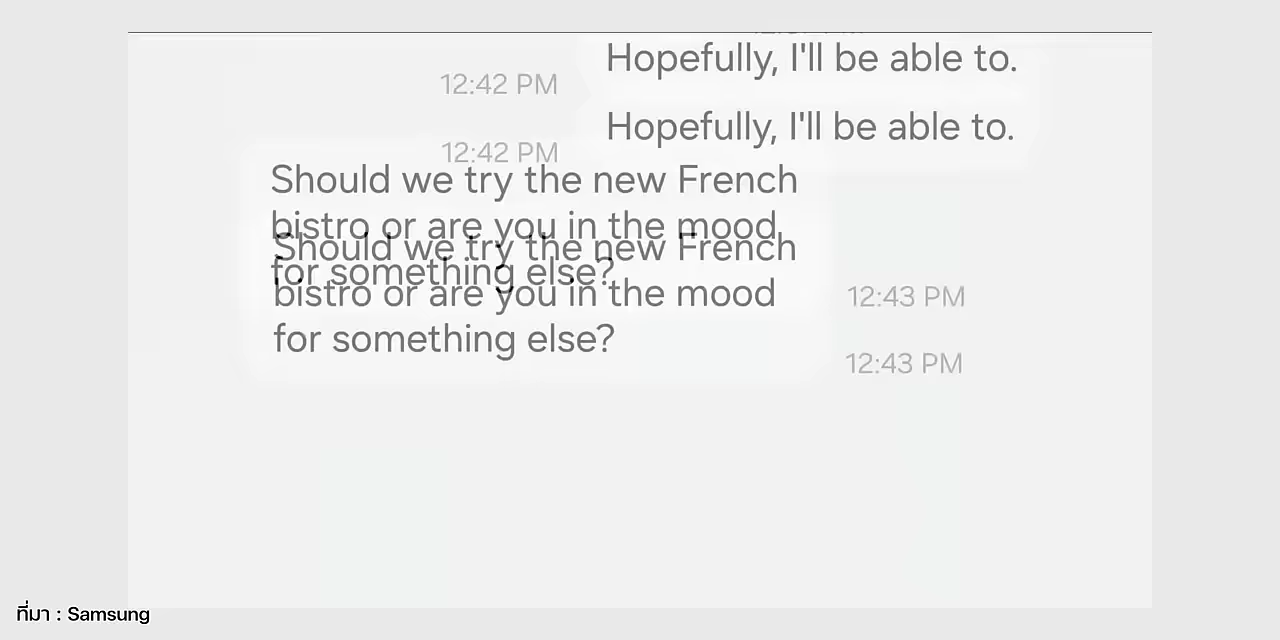 Hopefully, I'll be able to.
12:42 PM
Hopefully, I'll be able to.
12:42 PM
Should we try the new French
bistro or are you in the mood
for something else?
Should we try the new French
bistro or are you in the mood
for something else?
12:43 PM
12:43 PM
ที่มา : Samsung